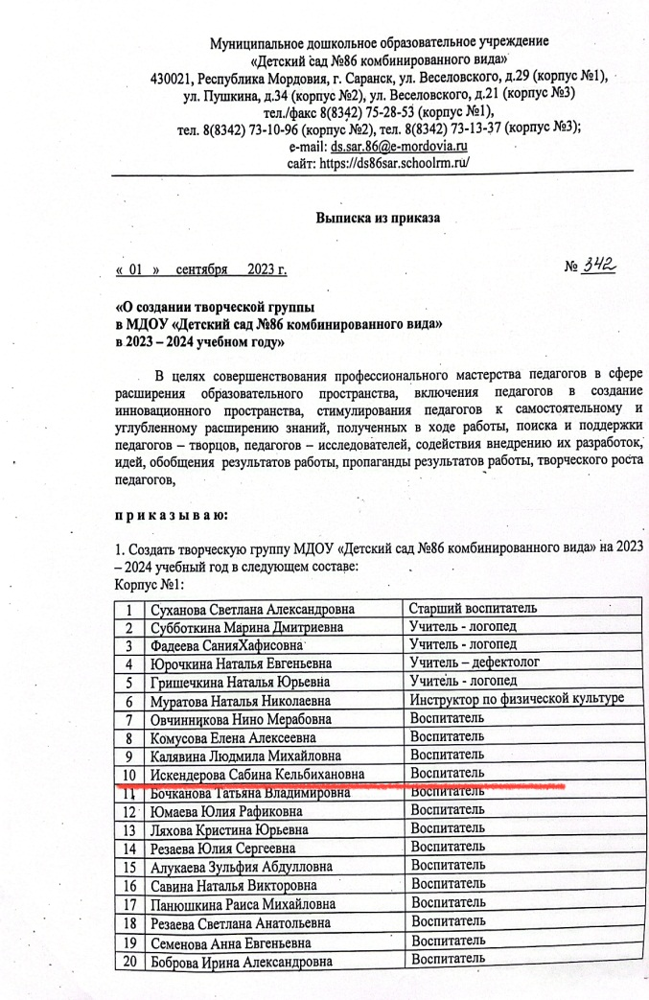 Муниципальное дошкольное образовательное учреждение
«Детский сад №86 комбинированного вида»
430021, Республика Мордовия, г. Саранск, ул. Веселовского, д.29 (корпус №1),
ул. Пушкина, д.34 (корпус №2), ул. Веселовского, д.21 (корпус №3)
тел./факс 8(8342) 75-28-53 (корпус №1),
тел. 8(8342) 73-10-96 (корпус №2), тел. 8(8342) 73-13-37 (корпус №3);
e-mail: ds.sar.86@e-mordovia.ru
сайт: https://ds86sar.schoolrm.ru/
Выписка из приказа
« 01 » сентября 2023 г. № 342
«О создании творческой группы
в МДОУ «Детский сад №86 комбинированного вида»
в 2023 – 2024 учебном году»
В целях совершенствования профессионального мастерства педагогов в сфере
расширения образовательного пространства, включения педагогов в создание
инновационного пространства, стимулирования педагогов к самостоятельному и
углубленному расширению знаний, полученных в ходе работы, поиска и поддержки
педагогов – творцов, педагогов – исследователей, содействия внедрению их разработок,
идей, обобщения результатов работы, пропаганды результатов работы, творческого роста
педагогов,
п р и к а з ы в а ю:
1. Создать творческую группу МДОУ «Детский сад №86 комбинированного вида» на 2023
– 2024 учебный год в следующем составе:
Корпус №1:
1 Суханова Светлана Александровна Старший воспитатель
2 Субботкина Марина Дмитриевна Учитель - логопед
3 Фадеева СанияХафисовна Учитель - логопед
4 Юрочкина Наталья Евгеньевна Учитель – дефектолог
5 Гришечкина Наталья Юрьевна Учитель - логопед
6 Муратова Наталья Николаевна Инструктор по физической культуре
7 Овчинникова Нино Мерабовна Воспитатель
8 Комусова Елена Алексеевна Воспитатель
9 Калявина Людмила Михайловна Воспитатель
10 Искендерова Сабина Кельбихановна Воспитатель
11 Бочканова Татьяна Владимировна Воспитатель
12 Юмаева Юлия Рафиковна Воспитатель
13 Ляхова Кристина Юрьевна Воспитатель
14 Резаева Юлия Сергеевна Воспитатель
15 Алукаева Зульфия Абдулловна Воспитатель
16 Савина Наталья Викторовна Воспитатель
17 Панюшкина Раиса Михайловна Воспитатель
18 Резаева Светлана Анатольевна Воспитатель
19 Семенова Анна Евгеньевна Воспитатель
20 Боброва Ирина Александровна Воспитатель